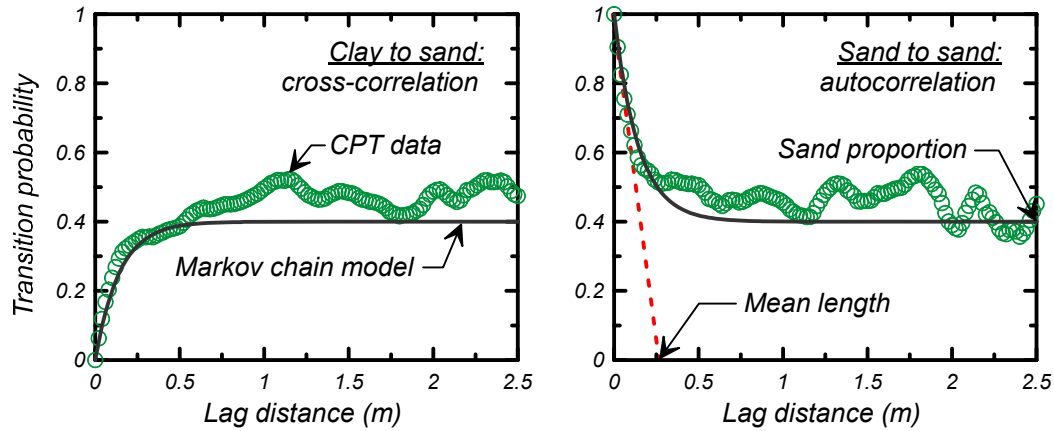 Transition probability
1
0.8
0.6
0.4
0.2
0
Clay to sand:
cross-correlation
CPT data
Markov chain model
0
0.5
1
1.5
2
2.5
Lag distance (m)
1
0.8
0.6
0.4
0.2
0
Sand to sand:
autocorrelation
Sand proportion
Mean length
0
0.5
1
1.5
2
2.5
Lag distance (m)